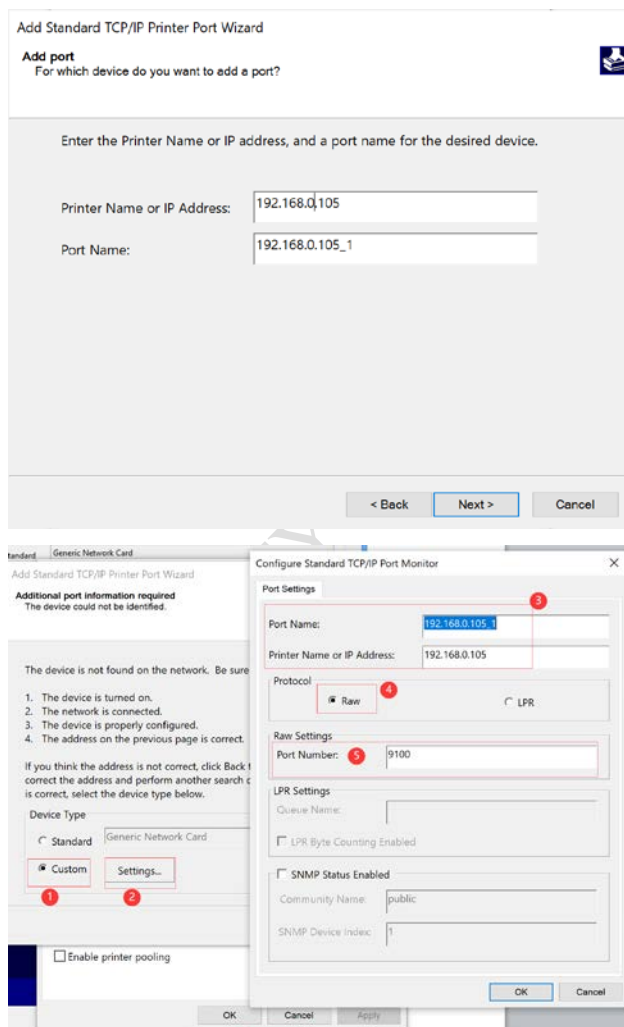 Add Standard TCP/IP Printer Port Wizard
Add port
For which device do you want to add a port?
Enter the Printer Name or IP address, and a port name for the desired device.
Printer Name or IP Address:
192.168.0.105
Port Name:
192.168.0.105_1
< Back
Next >
Cancel
Generic Network Card
Add Standard TCP/IP Printer Port Wizard
Additional port information required
The device could not be identified.
The device is not found on the network. Be sure
1. The device is turned on.
2. The network is connected.
3. The device is properly configured.
4. The address on the previous page is correct.
If you think the address is not correct, click Back
correct the address and perform another search
is correct, select the device type below.
Device Type
Standard
Generic Network Card
Custom
Settings...
1
2
Enable printer pooling
OK
Cancel
Apply
Configure Standard TCP/IP Port Monitor
Port Settings
3
Port Name:
192.168.0.105_1
Printer Name or IP Address:
192.168.0.105
Protocol
Raw
4
LPR
Raw Settings
Port Number:
5
9100
LPR Settings
Queue Name:
LPR Byte Counting Enabled
SNMP Status Enabled
Community Name:
public
SNMP Device Index:
1
OK
Cancel